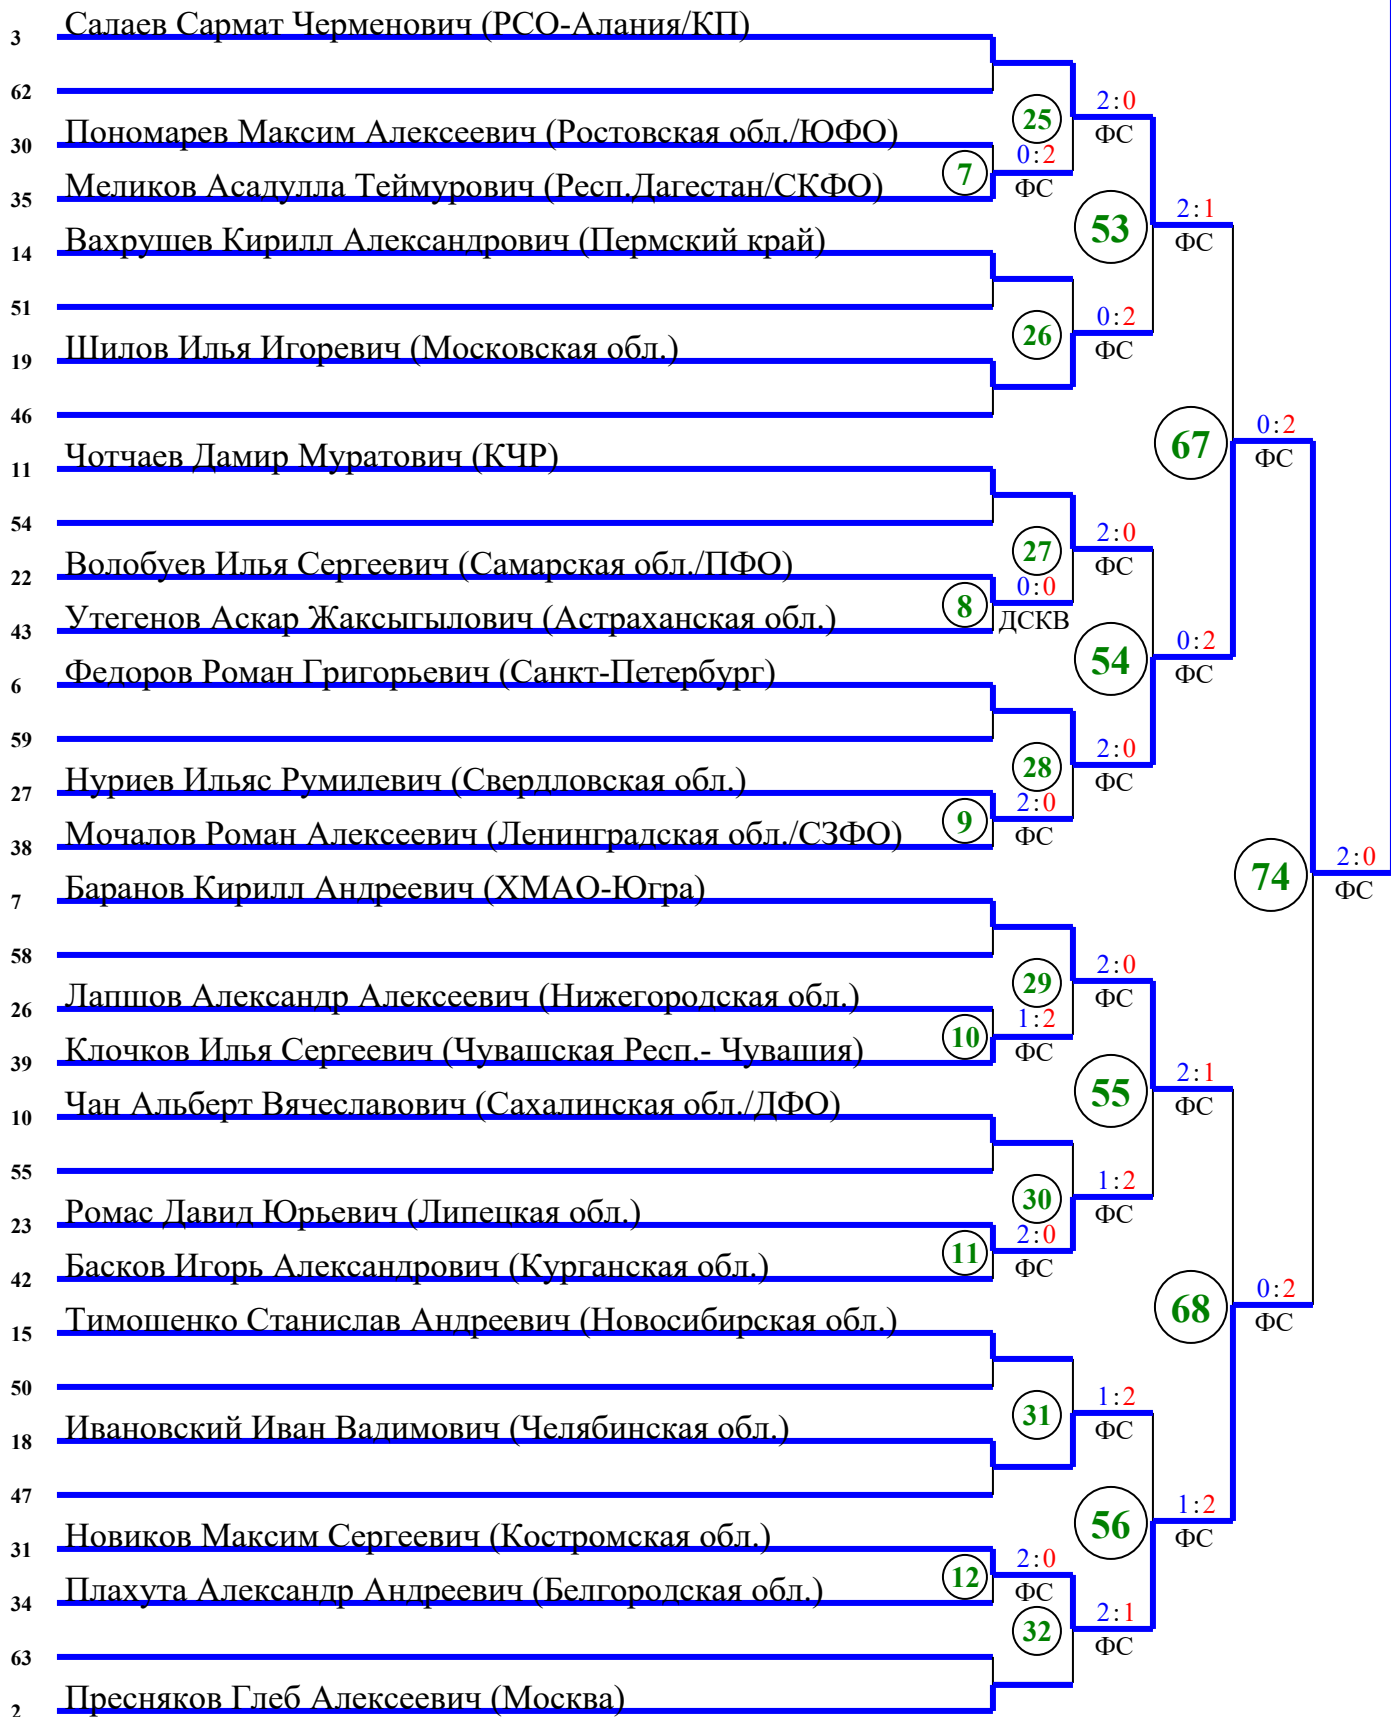 3 Салаев Сармат Черменович (РСО-Алания/КП)
62
25 2:0
ФС
30 Пономарев Максим Алексеевич (Ростовская обл./ЮФО)
7 0:2
ФС
35 Меликов Асадулла Теймурович (Респ.Дагестан/СКФО)
53 2:1
ФС
14 Вахрушев Кирилл Александрович (Пермский край)
51
26 0:2
ФС
19 Шилов Илья Игоревич (Московская обл.)
46
67 0:2
ФС
11 Чотчаев Дамир Муратович (КЧР)
54
27 2:0
ФС
22 Волобуев Илья Сергеевич (Самарская обл./ПФО)
8 0:0
ДСКВ
43 Утегенов Аскар Жаксыгылович (Астраханская обл.)
54 0:2
ФС
6 Федоров Роман Григорьевич (Санкт-Петербург)
59
28 2:0
ФС
27 Нуриев Ильяс Румилевич (Свердловская обл.)
9 2:0
ФС
38 Мочалов Роман Алексеевич (Ленинградская обл./СЗФО)
74 2:0
ФС
7 Баранов Кирилл Андреевич (ХМАО-Югра)
58
29 2:0
ФС
26 Лапшов Александр Алексеевич (Нижегородская обл.)
10 1:2
ФС
39 Клочков Илья Сергеевич (Чувашская Респ.- Чувашия)
55 2:1
ФС
10 Чан Альберт Вячеславович (Сахалинская обл./ДФО)
55
30 1:2
ФС
23 Ромас Давид Юрьевич (Липецкая обл.)
11 2:0
ФС
42 Басков Игорь Александрович (Курганская обл.)
68 0:2
ФС
15 Тимошенко Станислав Андреевич (Новосибирская обл.)
50
31 1:2
ФС
18 Ивановский Иван Вадимович (Челябинская обл.)
47
56 1:2
ФС
31 Новиков Максим Сергеевич (Костромская обл.)
12 2:0
ФС
34 Плахута Александр Андреевич (Белгородская обл.)
32 2:1
ФС
63
2 Пресняков Глеб Алексеевич (Москва)